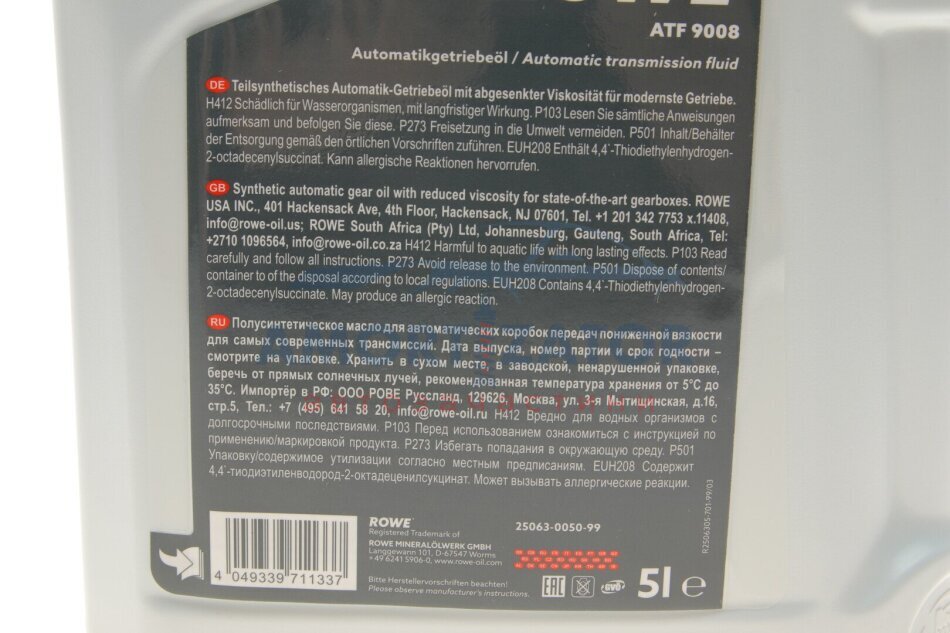 ATF 9008
Automatikgetriebeöl / Automatic transmission fluid
DE Teilsynthetisches Automatik-Getriebeöl mit abgesenkter Viskosität für modernste Getriebe.
H412 Schädlich für Wasserorganismen, mit langfristiger Wirkung. P103 Lesen Sie sämtliche Anweisungen
aufmerksam und befolgen Sie diese. P273 Freisetzung in die Umwelt vermeiden. P501 Inhalt/Behälter
der Entsorgung gemäß den örtlichen Vorschriften zuführen. EUH208 Enthält 4,4´-Thiodiethylenhydrogen-
2-octadecenylsuccinat. Kann allergische Reaktionen hervorrufen.
GB Synthetic automatic gear oil with reduced viscosity for state-of-the-art gearboxes. ROWE
USA INC., 401 Hackensack Ave, 4th Floor, Hackensack, NJ 07601, Tel. +1 201 342 7753 x.11408,
info@rowe-oil.us; ROWE South Africa (Pty) Ltd, Johannesburg, Gauteng, South Africa, Tel:
+2710 1096564, info@rowe-oil.co.za H412 Harmful to aquatic life with long lasting effects. P103 Read
carefully and follow all instructions. P273 Avoid release to the environment. P501 Dispose of contents/
container to of the disposal according to local regulations. EUH208 Contains 4,4´-Thiodiethylenhydrogen-
2-octadecenylsuccinate. May produce an allergic reaction.
RU Полусинтетическое масло для автоматических коробок передач пониженной вязкости
для самых современных трансмиссий. Дата выпуска, номер партии и срок годности –
смотрите на упаковке. Хранить в сухом месте, в заводской, ненарушенной упаковке,
беречь от прямых солнечных лучей, рекомендованная температура хранения от 5°C до
35°C. Импортёр в РФ: ООО РОВЕ Руссланд, 129626, Москва, ул. 3-я Мытищинская, д.16,
стр.5, Тел.: +7 (495) 641 58 20, info@rowe-oil.ru H412 Вредно для водных организмов с
долгосрочными последствиями. P103 Перед использованием ознакомиться с инструкцией по
применению/маркировкой продукта. P273 Избегать попадания в окружающую среду. P501
Упаковку/содержимое утилизации согласно местным предписаниям. EUH208 Содержит
4,4´-тиодиэтиленводород-2-октадеценилсукцинат. Может вызывать аллергические реакции.
R2506305-701-99/03
ROWE
Registered Trademark of
ROWE MINERALÖLWERK GMBH
Langgewann 101, D-67547 Worms
+49 6241 5906-0, www.rowe-oil.com
25063-0050-99
4 049339 711337
Bitte Herstellervorschriften beachten!
Please observe manufacturer's instructions.
EAC
GVÖ
5l e